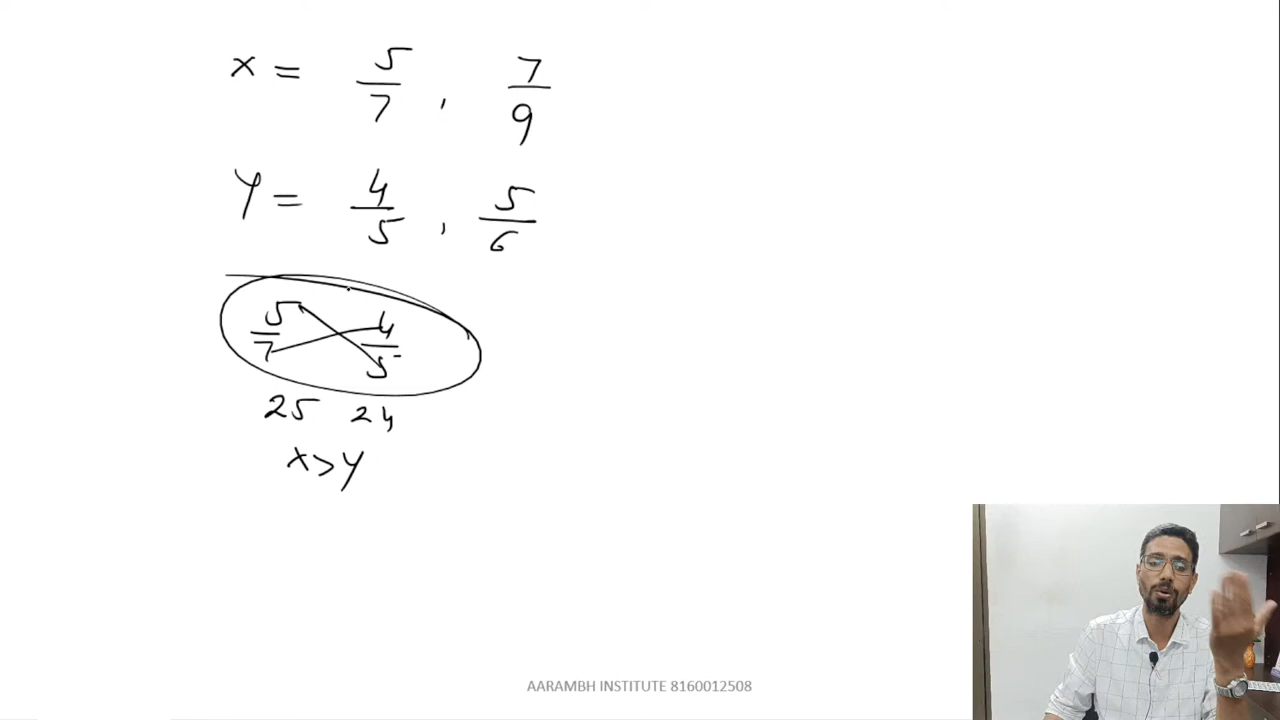 x = 5/7 , 7/9
y = 4/5 , 5/6
5/7 4/5
25 24
x > y
AARAMBH INSTITUTE 8160012508